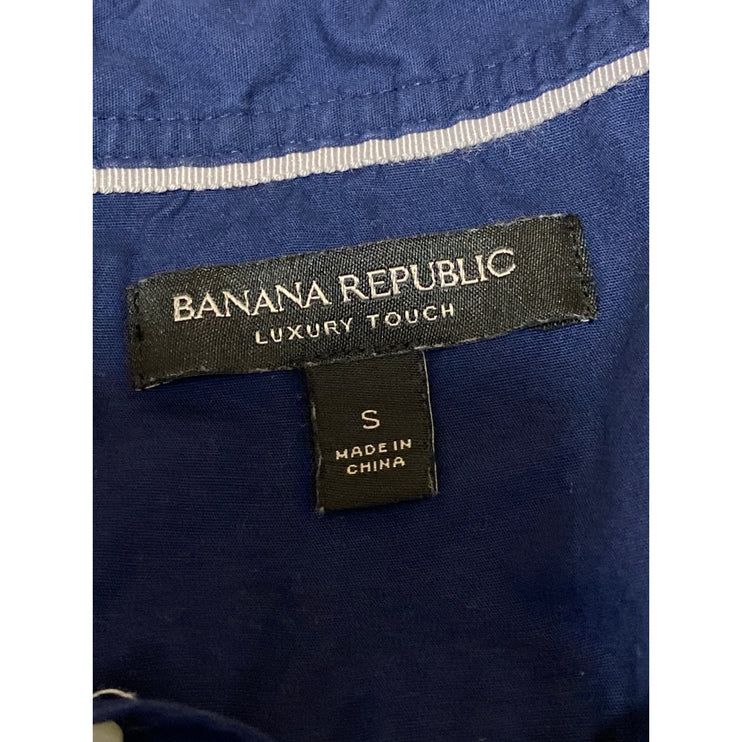 BANANA REPUBLIC
LUXURY TOUCH
S
MADE IN
CHINA